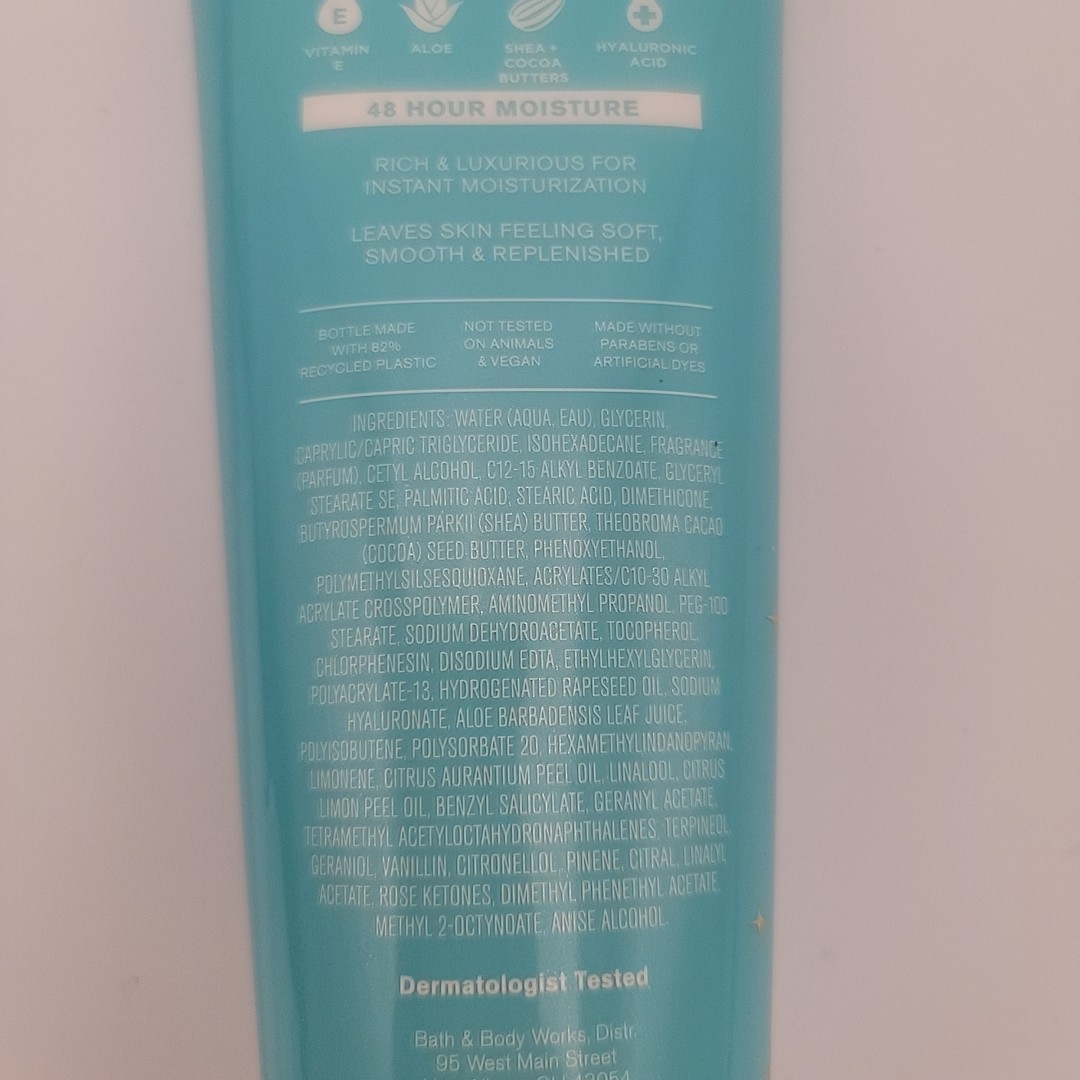 E
VITAMIN
E
ALOE
SHEA +
COCOA
BUTTERS
HYALURONIC
ACID
48 HOUR MOISTURE
RICH & LUXURIOUS FOR
INSTANT MOISTURIZATION
LEAVES SKIN FEELING SOFT,
SMOOTH & REPLENISHED
BOTTLE MADE
WITH 82%
RECYCLED PLASTIC
NOT TESTED
ON ANIMALS
& VEGAN
MADE WITHOUT
PARABENS OR
ARTIFICIAL DYES
INGREDIENTS: WATER (AQUA, EAU), GLYCERIN,
CAPRYLIC/CAPRIC TRIGLYCERIDE, ISOHEXADECANE, FRAGRANCE
(PARFUM), CETYL ALCOHOL, C12-15 ALKYL BENZOATE, GLYCERYL
STEARATE SE, PALMITIC ACID, STEARIC ACID, DIMETHICONE,
BUTYROSPERMUM PARKII (SHEA) BUTTER, THEOBROMA CACAO
(COCOA) SEED BUTTER, PHENOXYETHANOL,
POLYMETHYLSILSESQUIOXANE, ACRYLATES/C10-30 ALKYL
ACRYLATE CROSSPOLYMER, AMINOMETHYL PROPANOL, PEG-100
STEARATE, SODIUM DEHYDROACETATE, TOCOPHEROL,
CHLORPHENESIN, DISODIUM EDTA, ETHYLHEXYLGLYCERIN,
POLYACRYLATE-13, HYDROGENATED RAPESEED OIL, SODIUM
HYALURONATE, ALOE BARBADENSIS LEAF JUICE,
POLYISOBUTENE, POLYSORBATE 20, HEXAMETHYLINDANOPYRAN,
LIMONENE, CITRUS AURANTIUM PEEL OIL, LINALOOL, CITRUS
LIMON PEEL OIL, BENZYL SALICYLATE, GERANYL ACETATE,
TETRAMETHYL ACETYLOCTAHYDRONAPHTHALENES, TERPINEOL,
GERANIOL, VANILLIN, CITRONELLOL, PINENE, CITRAL, LINALYL
ACETATE, ROSE KETONES, DIMETHYL PHENETHYL ACETATE,
METHYL 2-OCTYNOATE, ANISE ALCOHOL.
Dermatologist Tested
Bath & Body Works, Distr.
95 West Main Street